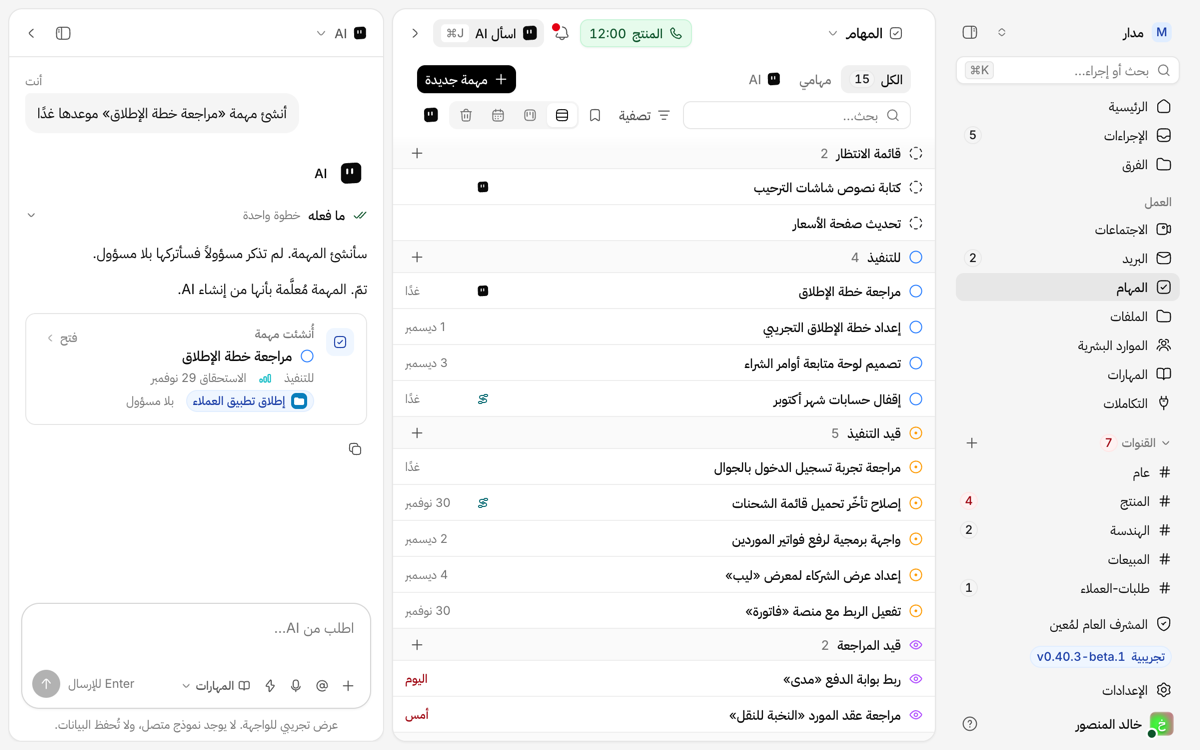 M مدار
بحث أو إجراء... ⌘K
الرئيسية
الإجراءات 5
الفرق
العمل
الاجتماعات
البريد 2
المهام
الملفات
الموارد البشرية
المهارات
التكاملات
القنوات 7
# عام
# المنتج 4
# الهندسة 2
# المبيعات
# طلبات-العملاء 1
المشرف العام لمُعين
تجريبية v0.40.3-beta.1
الإعدادات
خ خالد المنصور
المهام
المنتج 12:00
اسأل AI ⌘J
الكل 15
مهامي
AI
+ مهمة جديدة
بحث...
تصفية
قائمة الانتظار 2
كتابة نصوص شاشات الترحيب
تحديث صفحة الأسعار
للتنفيذ 4
مراجعة خطة الإطلاق غدًا
إعداد خطة الإطلاق التجريبي 1 ديسمبر
تصميم لوحة متابعة أوامر الشراء 3 ديسمبر
إقفال حسابات شهر أكتوبر غدًا
قيد التنفيذ 5
مراجعة تجربة تسجيل الدخول بالجوال غدًا
إصلاح تأخّر تحميل قائمة الشحنات 30 نوفمبر
واجهة برمجية لرفع فواتير الموردين 2 ديسمبر
إعداد عرض الشركاء لمعرض «ليب» 4 ديسمبر
تفعيل الربط مع منصة «فاتورة» 30 نوفمبر
قيد المراجعة 2
ربط بوابة الدفع «مدى» اليوم
مراجعة عقد المورد «النخبة للنقل» أمس
AI
أنت
أنشئ مهمة «مراجعة خطة الإطلاق» موعدها غدًا
AI
ما فعله خطوة واحدة
سأنشئ المهمة. لم تذكر مسؤولاً فسأتركها بلا مسؤول.
تمّ. المهمة مُعلَّمة بأنها من إنشاء AI.
أُنشئت مهمة
فتح
مراجعة خطة الإطلاق
للتنفيذ الاستحقاق 29 نوفمبر
إطلاق تطبيق العملاء بلا مسؤول
اطلب من AI...
المهارات
Enter للإرسال
عرض تجريبي للواجهة. لا يوجد نموذج متصل، ولا تُحفظ البيانات.